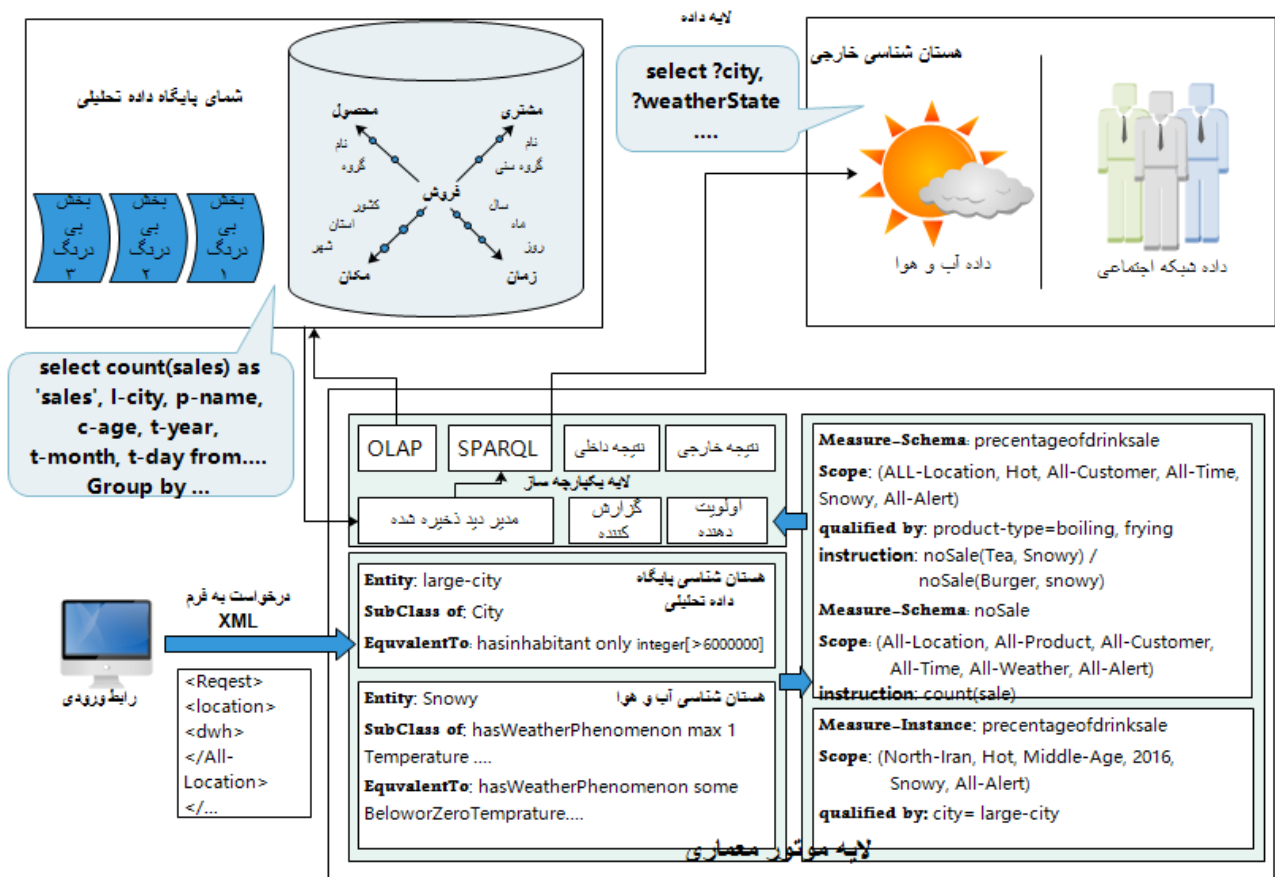 لایه داده
شمای پایگاه داده تحلیلی
محصول
نام
گروه
مشتری
نام
گروه سنی
فروش
کشور
استان
شهر
مکان
سال
ماه
روز
زمان
بخش
بی
درنگ
۱
بخش
بی
درنگ
۲
بخش
بی
درنگ
۳
select ?city,
?weatherState
....
هستان شناسی خارجی
داده آب و هوا
داده شبکه اجتماعی
select count(sales) as
'sales', l-city, p-name,
c-age, t-year,
t-month, t-day from....
Group by ...
OLAP
SPARQL
نتیجه داخلی
نتیجه خارجی
لایه یکپارچه ساز
مدیر دید ذخیره شده
گزارش
کننده
اولویت
دهنده
Measure-Schema: precentageofdrinksale
Scope: (ALL-Location, Hot, All-Customer, All-Time,
Snowy, All-Alert)
qualified by: product-type=boiling, frying
instruction: noSale(Tea, Snowy) /
noSale(Burger, snowy)
Measure-Schema: noSale
Scope: (All-Location, All-Product, All-Customer,
All-Time, All-Weather, All-Alert)
instruction: count(sale)
Measure-Instance: precentageofdrinksale
Scope: (North-Iran, Hot, Middle-Age, 2016,
Snowy, All-Alert)
qualified by: city= large-city
هستان شناسی پایگاه
داده تحلیلی
Entity: large-city
SubClass of: City
EquvalentTo: hasinhabitant only integer[>6000000]
هستان شناسی آب و هوا
Entity: Snowy
SubClass of: hasWeatherPhenomenon max 1
Temperature ....
EquvalentTo: hasWeatherPhenomenon some
BeloworZeroTemprature....
لایه موتور معماری
درخواست به فرم
XML
رابط ورودی
<Reqest>
<location>
<dwh>
</All-
Location>
</...